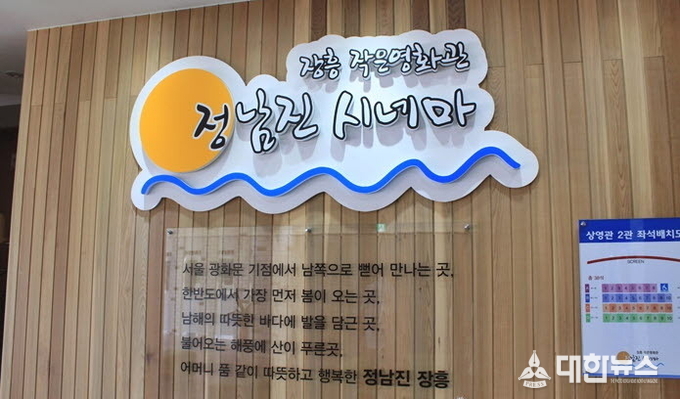 장흥 작은영화관
정남진 시네마
서울 광화문 기점에서 남쪽으로 뻗어 만나는 곳,
한반도에서 가장 먼저 봄이 오는 곳,
남해의 따뜻한 바다에 발을 담근 곳,
불어오는 해풍에 산이 푸른곳,
어머니 품 같이 따뜻하고 행복한 정남진 장흥
상영관 2관 좌석배치도
SCREEN
대한뉴스
PRESS